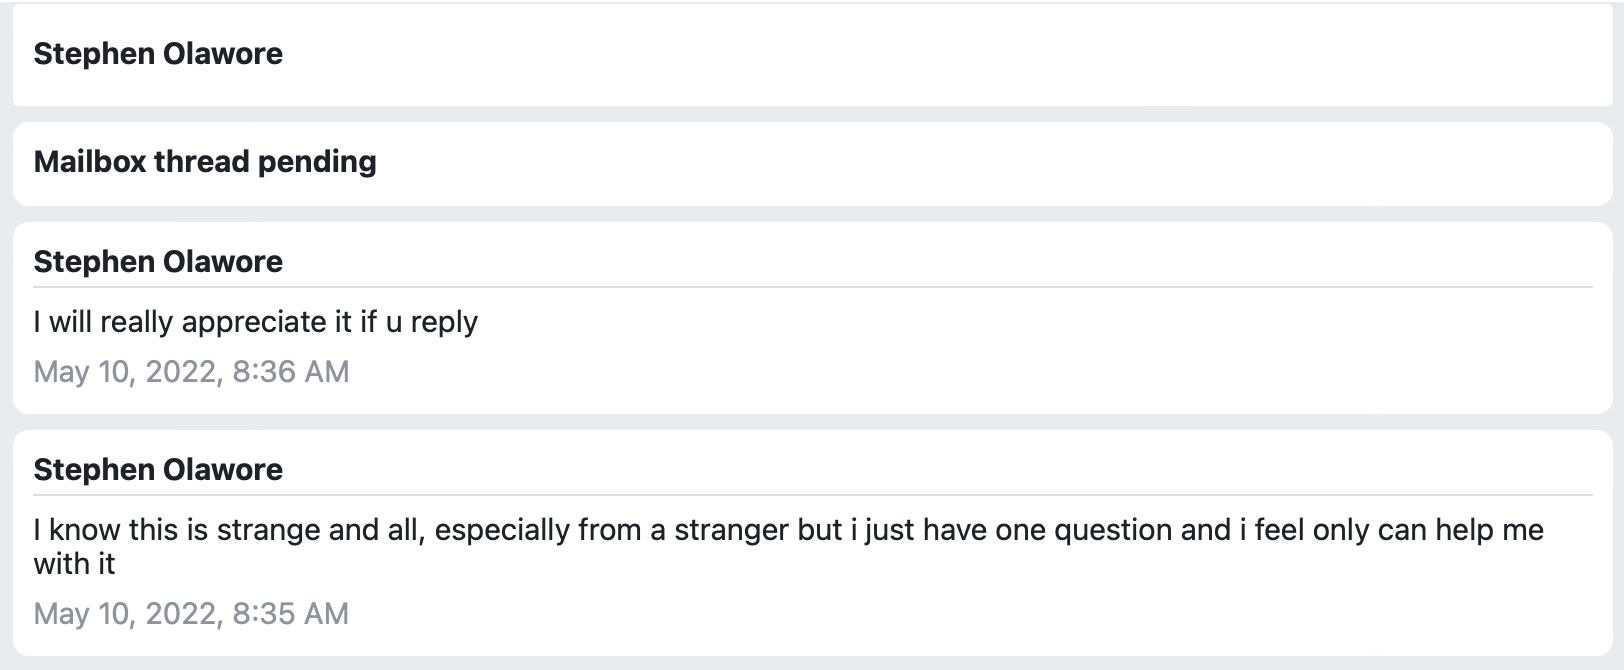 Stephen Olawore
Mailbox thread pending
Stephen Olawore
I will really appreciate it if u reply
May 10, 2022, 8:36 AM
Stephen Olawore
I know this is strange and all, especially from a stranger but i just have one question and i feel only can help me
with it
May 10, 2022, 8:35 AM